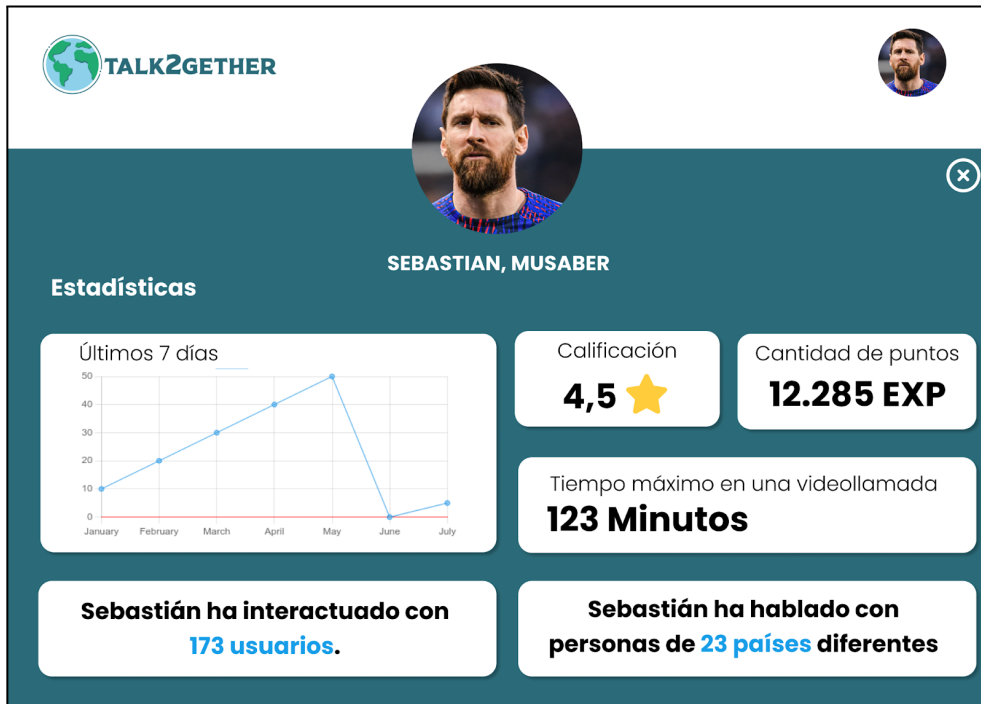 TALK2GETHER
SEBASTIAN, MUSABER
Estadísticas
Últimos 7 días
50
40
30
20
10
0
January February March April May June July
Calificación
4,5
Cantidad de puntos
12.285 EXP
Tiempo máximo en una videollamada
123 Minutos
Sebastián ha interactuado con
173 usuarios.
Sebastián ha hablado con
personas de 23 países diferentes